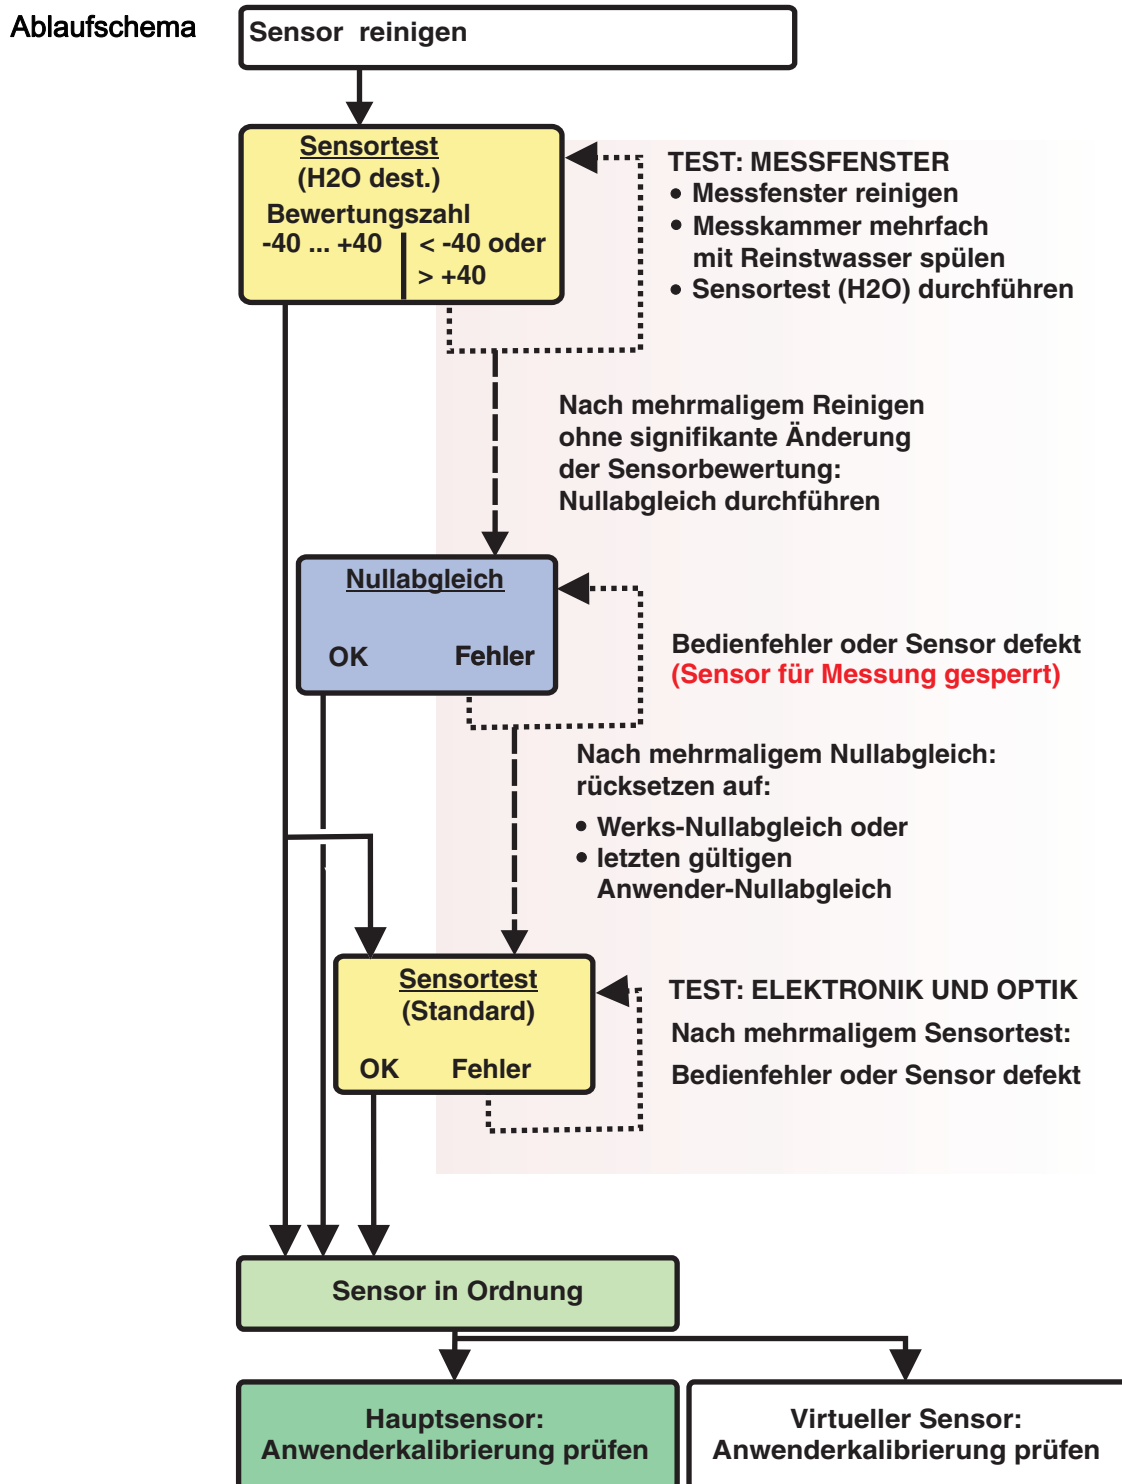 Ablaufschema
Sensor reinigen
Sensortest
(H2O dest.)
Bewertungszahl
-40 ... +40
< -40 oder
> +40
TEST: MESSFENSTER
• Messfenster reinigen
• Messkammer mehrfach
mit Reinstwasser spülen
• Sensortest (H2O) durchführen
Nach mehrmaligem Reinigen
ohne signifikante Änderung
der Sensorbewertung:
Nullabgleich durchführen
Nullabgleich
OK
Fehler
Bedienfehler oder Sensor defekt
(Sensor für Messung gesperrt)
Nach mehrmaligem Nullabgleich:
rücksetzen auf:
• Werks-Nullabgleich oder
• letzten gültigen
Anwender-Nullabgleich
Sensortest
(Standard)
OK
Fehler
TEST: ELEKTRONIK UND OPTIK
Nach mehrmaligem Sensortest:
Bedienfehler oder Sensor defekt
Sensor in Ordnung
Hauptsensor:
Anwenderkalibrierung prüfen
Virtueller Sensor:
Anwenderkalibrierung prüfen